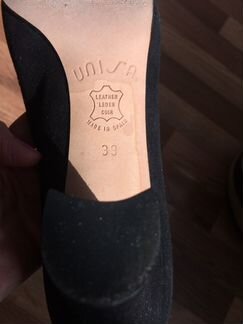 UNISA
LEATHER
LEDER
CUIR
MADE IN SPAIN
39